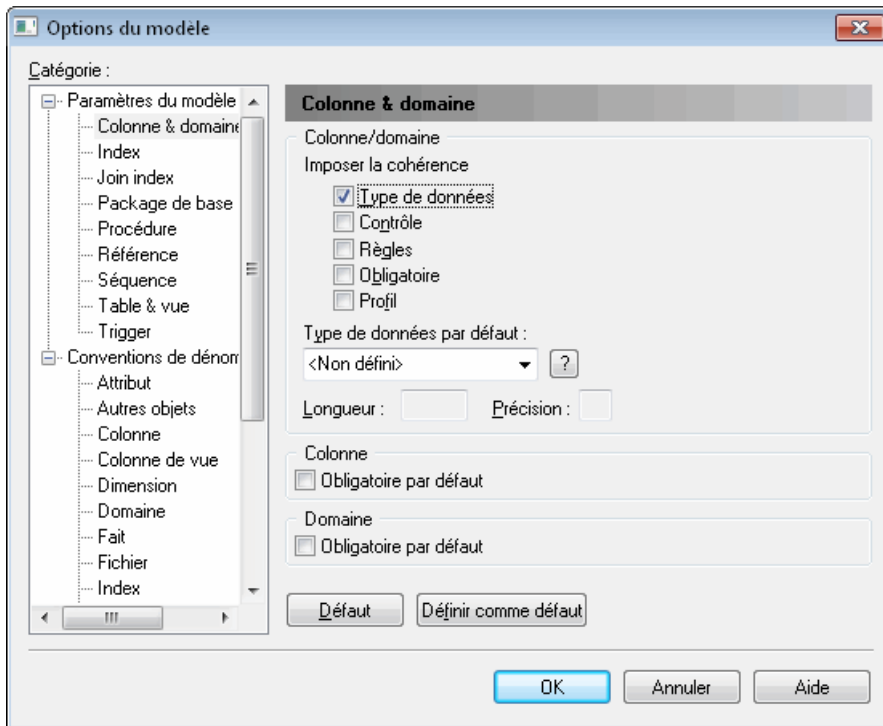 Options du modèle
Catégorie :
Paramètres du modèle
Colonne & domaine
Index
Join index
Package de base
Procédure
Référence
Séquence
Table & vue
Trigger
Conventions de dénom
Attribut
Autres objets
Colonne
Colonne de vue
Dimension
Domaine
Fait
Fichier
Index
Colonne & domaine
Colonne/domaine
Imposer la cohérence
Type de données
Contrôle
Règles
Obligatoire
Profil
Type de données par défaut :
<Non défini>
?
Longueur : Précision :
Colonne
Obligatoire par défaut
Domaine
Obligatoire par défaut
Défaut Définir comme défaut
OK Annuler Aide